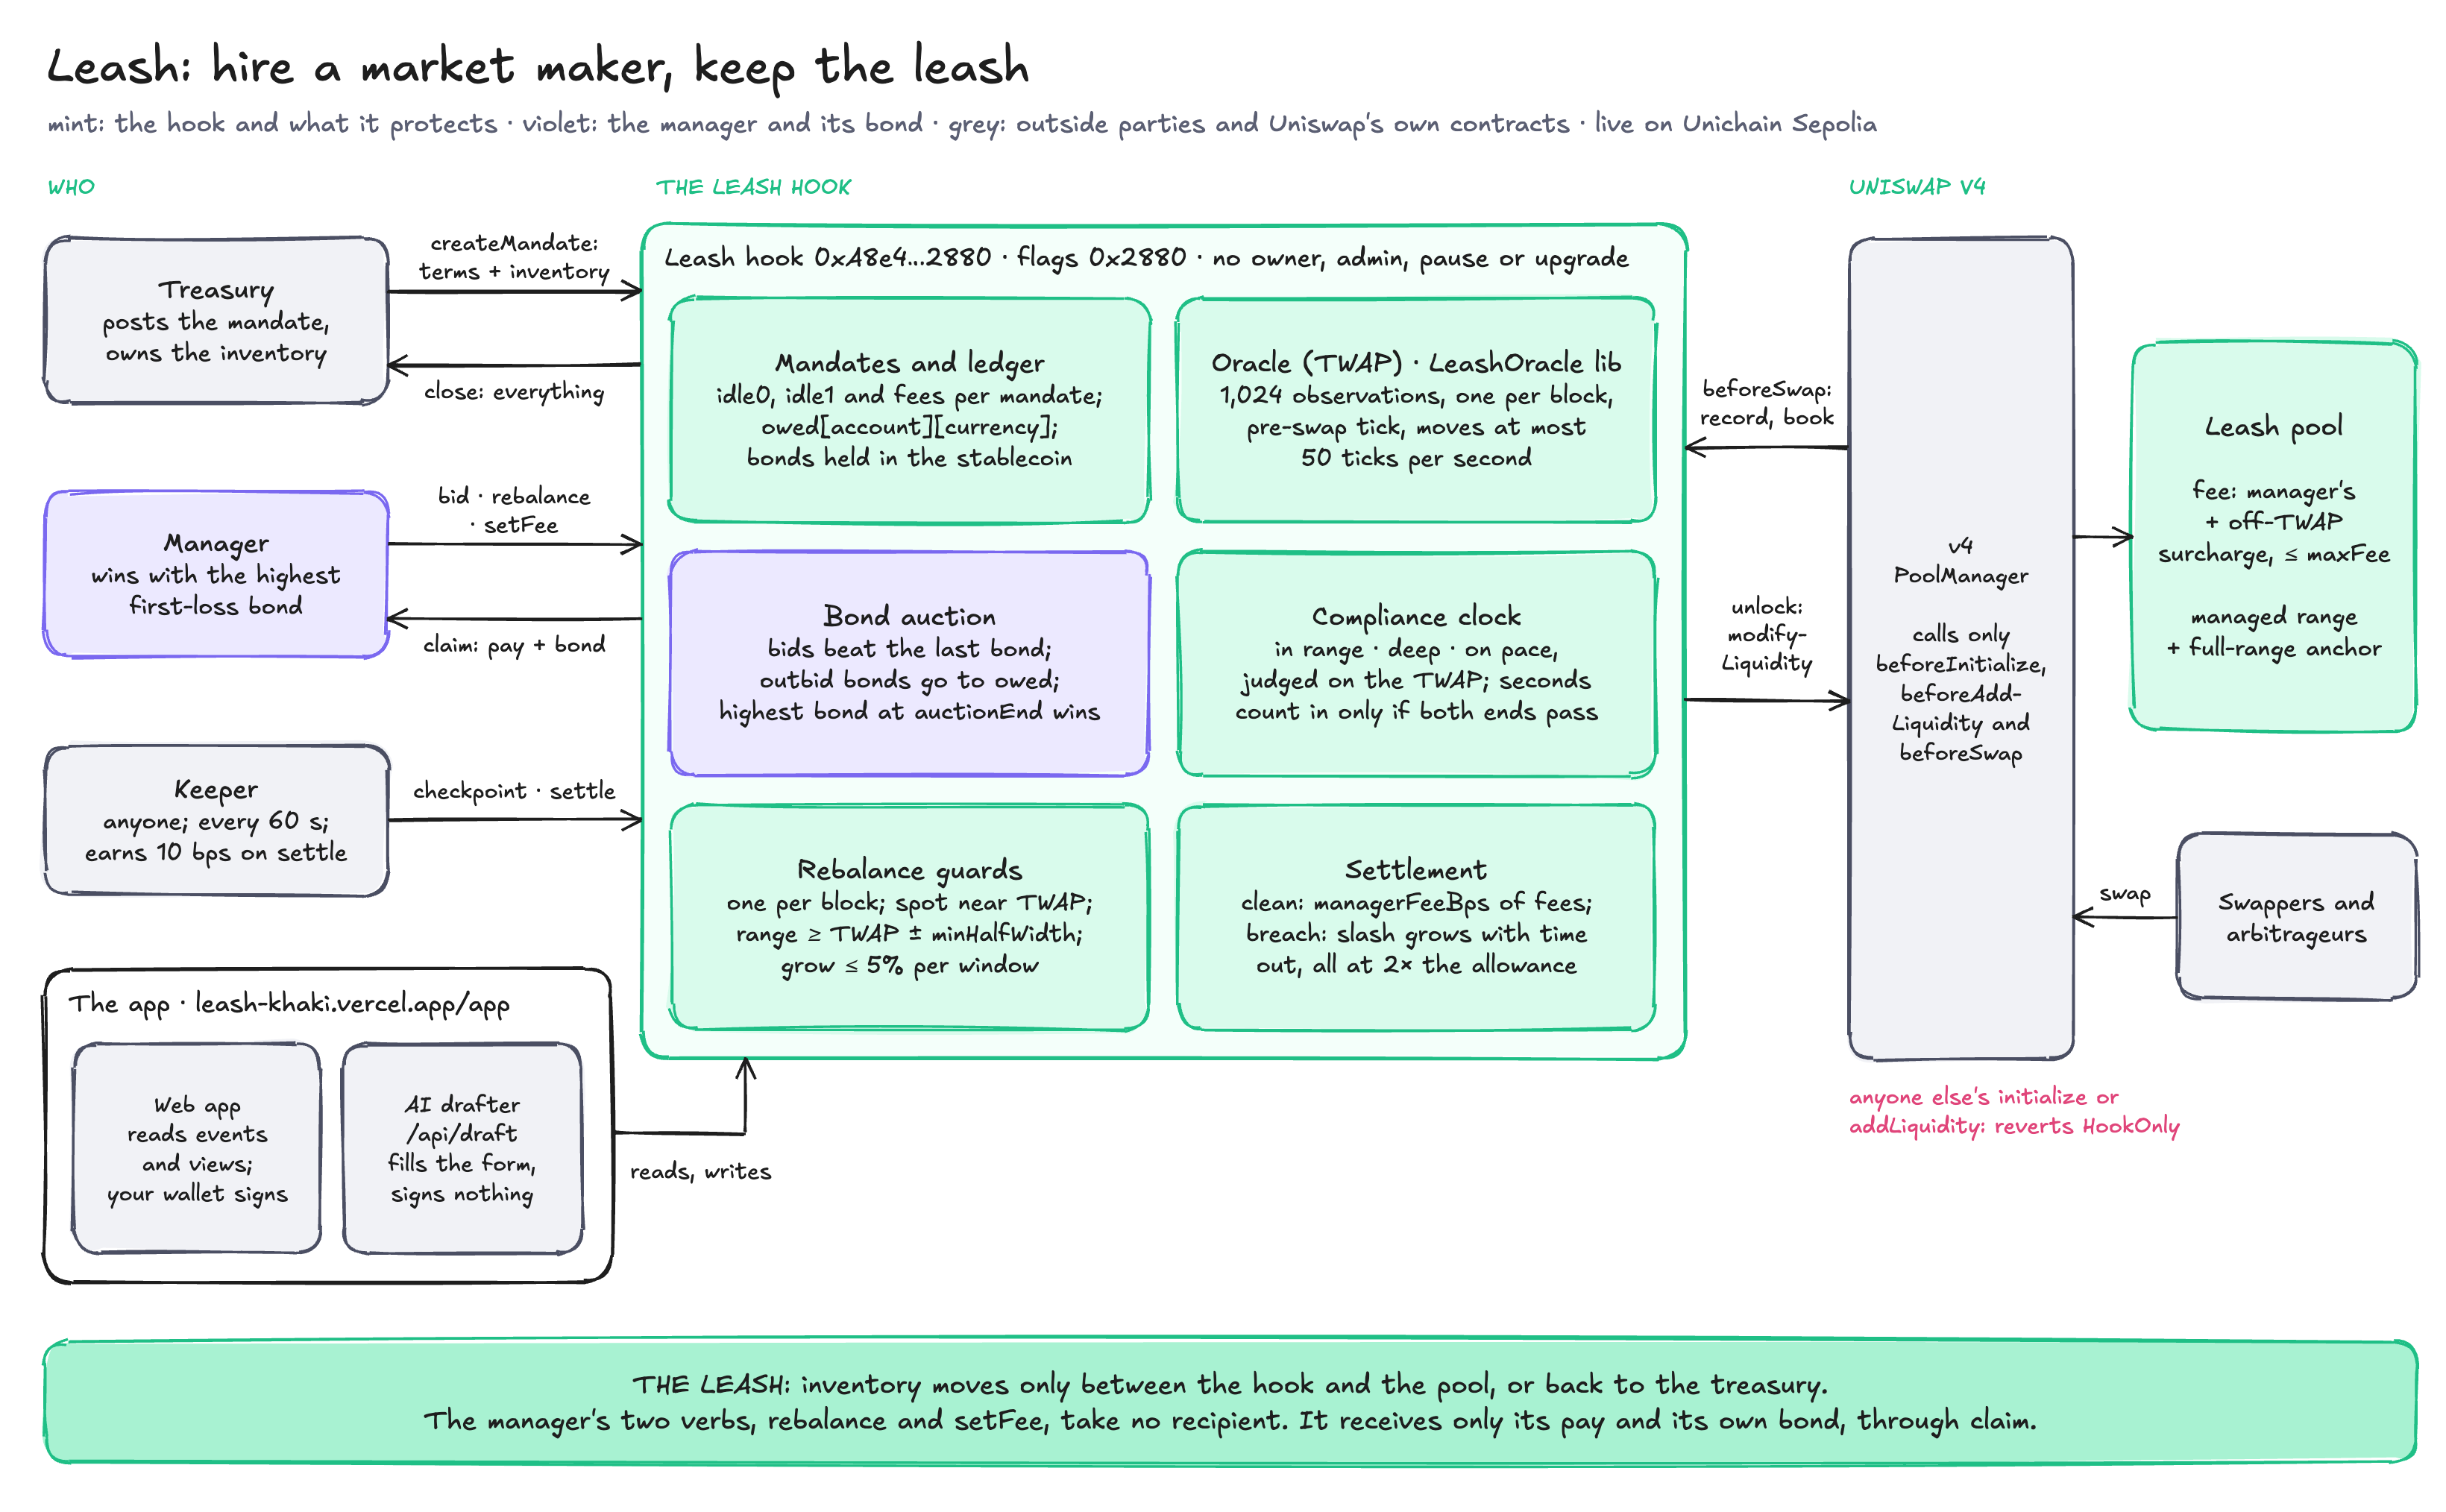 Leash: hire a market maker, keep the leash
mint: the hook and what it protects · violet: the manager and its bond · grey: outside parties and Uniswap's own contracts · live on Unichain Sepolia
WHO
Treasury
posts the mandate,
owns the inventory
createMandate:
terms + inventory
close: everything
Manager
wins with the highest
first-loss bond
bid · rebalance
· setFee
claim: pay + bond
Keeper
anyone; every 60 s;
earns 10 bps on settle
checkpoint · settle
The app · leash-khaki.vercel.app/app
Web app
reads events
and views;
your wallet signs
AI drafter
/api/draft
fills the form,
signs nothing
reads, writes
THE LEASH HOOK
Leash hook 0xA8e4...2880 · flags 0x2880 · no owner, admin, pause or upgrade
Mandates and ledger
idle0, idle1 and fees per mandate;
owed[account][currency];
bonds held in the stablecoin
Oracle (TWAP) · LeashOracle lib
1,024 observations, one per block,
pre-swap tick, moves at most
50 ticks per second
Bond auction
bids beat the last bond;
outbid bonds go to owed;
highest bond at auctionEnd wins
Compliance clock
in range · deep · on pace,
judged on the TWAP; seconds
count in only if both ends pass
Rebalance guards
one per block; spot near TWAP;
range ≥ TWAP ± minHalfWidth;
grow ≤ 5% per window
Settlement
clean: managerFeeBps of fees;
breach: slash grows with time
out, all at 2× the allowance
beforeSwap:
record, book
unlock:
modify-
Liquidity
UNISWAP V4
v4
PoolManager
calls only
beforeInitialize,
beforeAdd-
Liquidity and
beforeSwap
Leash pool
fee: manager's
+ off-TWAP
surcharge, ≤ maxFee
managed range
+ full-range anchor
swap
Swappers and
arbitrageurs
anyone else's initialize or
addLiquidity: reverts HookOnly
THE LEASH: inventory moves only between the hook and the pool, or back to the treasury.
The manager's two verbs, rebalance and setFee, take no recipient. It receives only its pay and its own bond, through claim.